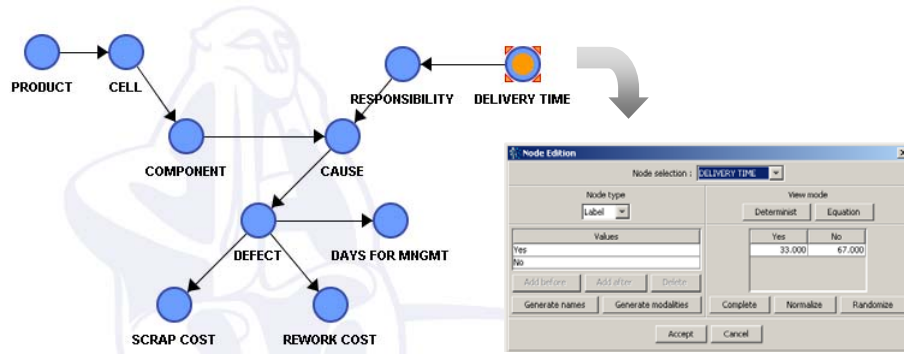 PRODUCT
CELL
RESPONSIBILITY
DELIVERY TIME
COMPONENT
CAUSE
DEFECT
DAYS FOR MNGMT
SCRAP COST
REWORK COST
Node Edition
Node selection : DELIVERY TIME
Node type
View mode
Label
Determinist Equation
Values
Yes No
Yes
33.000 67.000
No
Add before Add after Delete
Generate names Generate modalities Complete Normalize Randomize
Accept Cancel